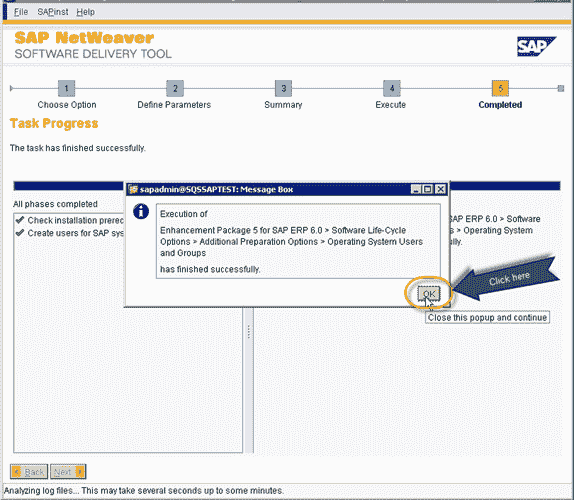 File SAPinst Help
SAP NetWeaver
SOFTWARE DELIVERY TOOL
SAP
1 2 3 4 5
Choose Option Define Parameters Summary Execute Completed
Task Progress
The task has finished successfully.
sapadmin@SQSSAPTEST: Message Box
All phases completed
Check installation prerec
Create users for SAP sys
Execution of
Enhancement Package 5 for SAP ERP 6.0 > Software Life-Cycle
Options > Additional Preparation Options > Operating System Users
and Groups
has finished successfully.
SAP ERP 6.0 > Software
s > Operating System
lly.
OK
Click here
Close this popup and continue
Back Next
Analyzing log files... This may take several seconds up to some minutes.